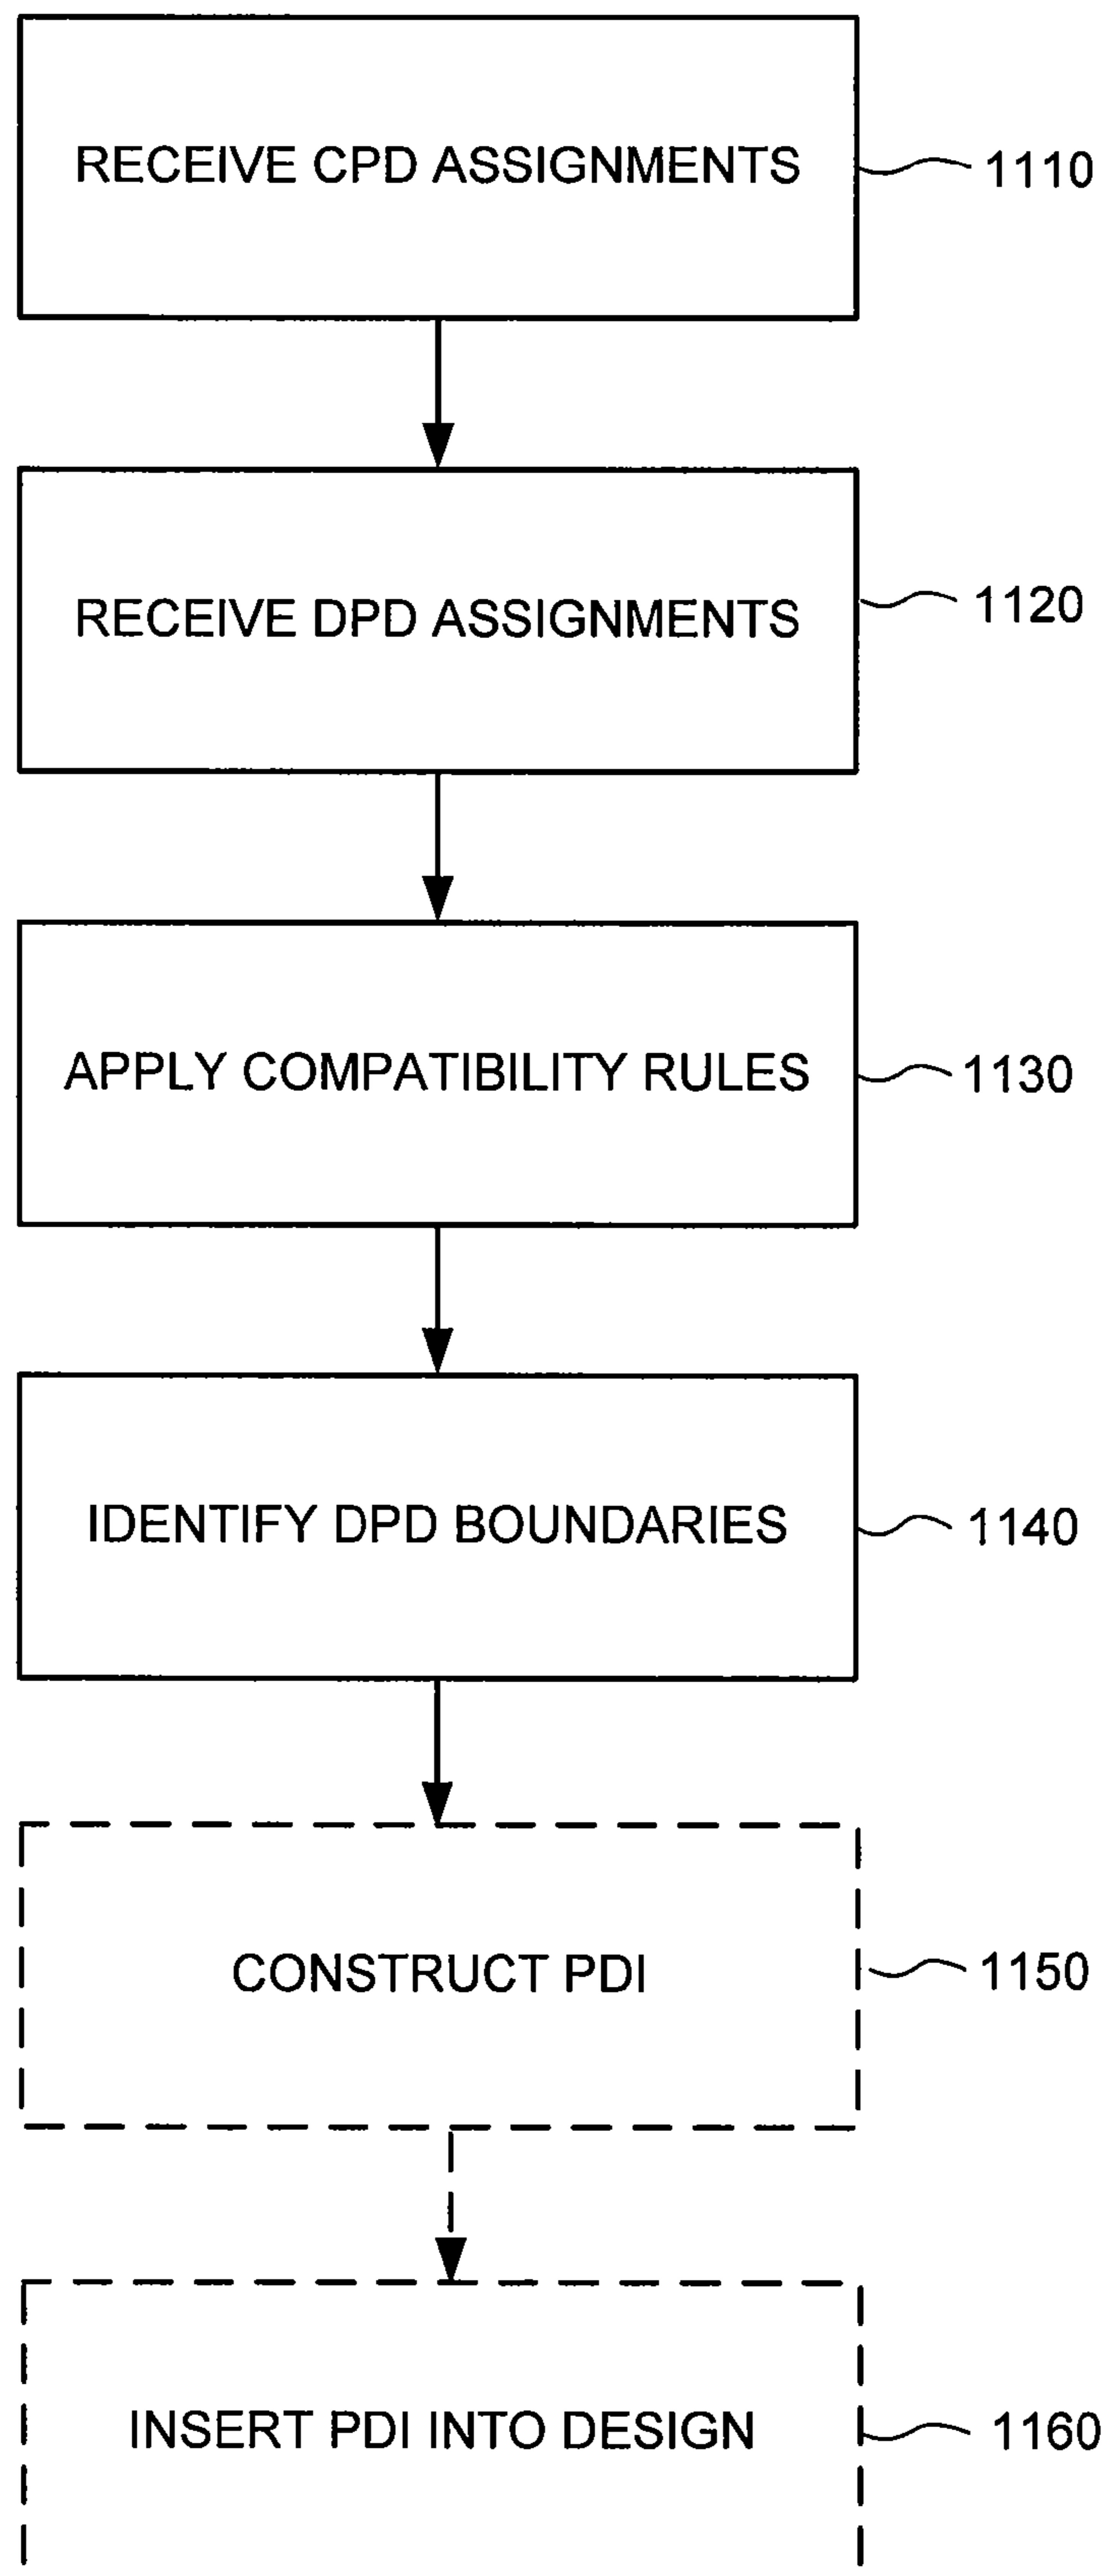 RECEIVE CPD ASSIGNMENTS 1110
RECEIVE DPD ASSIGNMENTS 1120
APPLY COMPATIBILITY RULES 1130
IDENTIFY DPD BOUNDARIES 1140
CONSTRUCT PDI 1150
INSERT PDI INTO DESIGN 1160